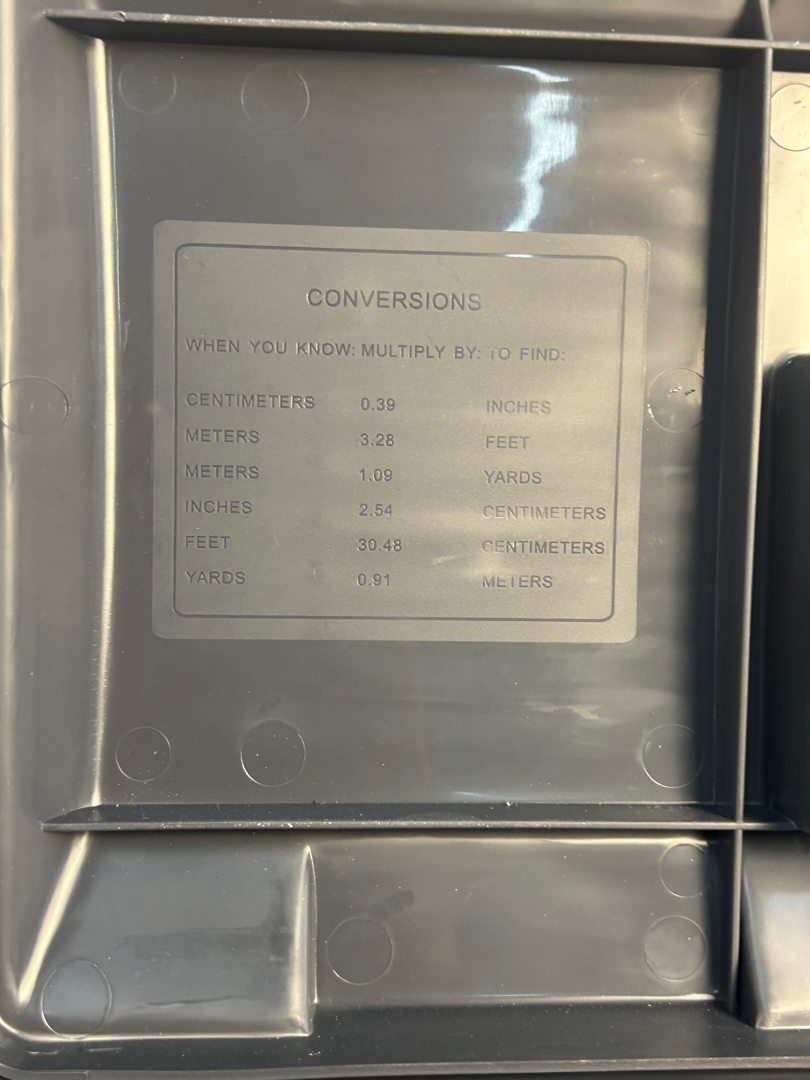 CONVERSIONS
WHEN YOU KNOW: MULTIPLY BY: TO FIND:
CENTIMETERS 0.39 INCHES
METERS 3.28 FEET
METERS 1.09 YARDS
INCHES 2.54 CENTIMETERS
FEET 30.48 CENTIMETERS
YARDS 0.91 METERS